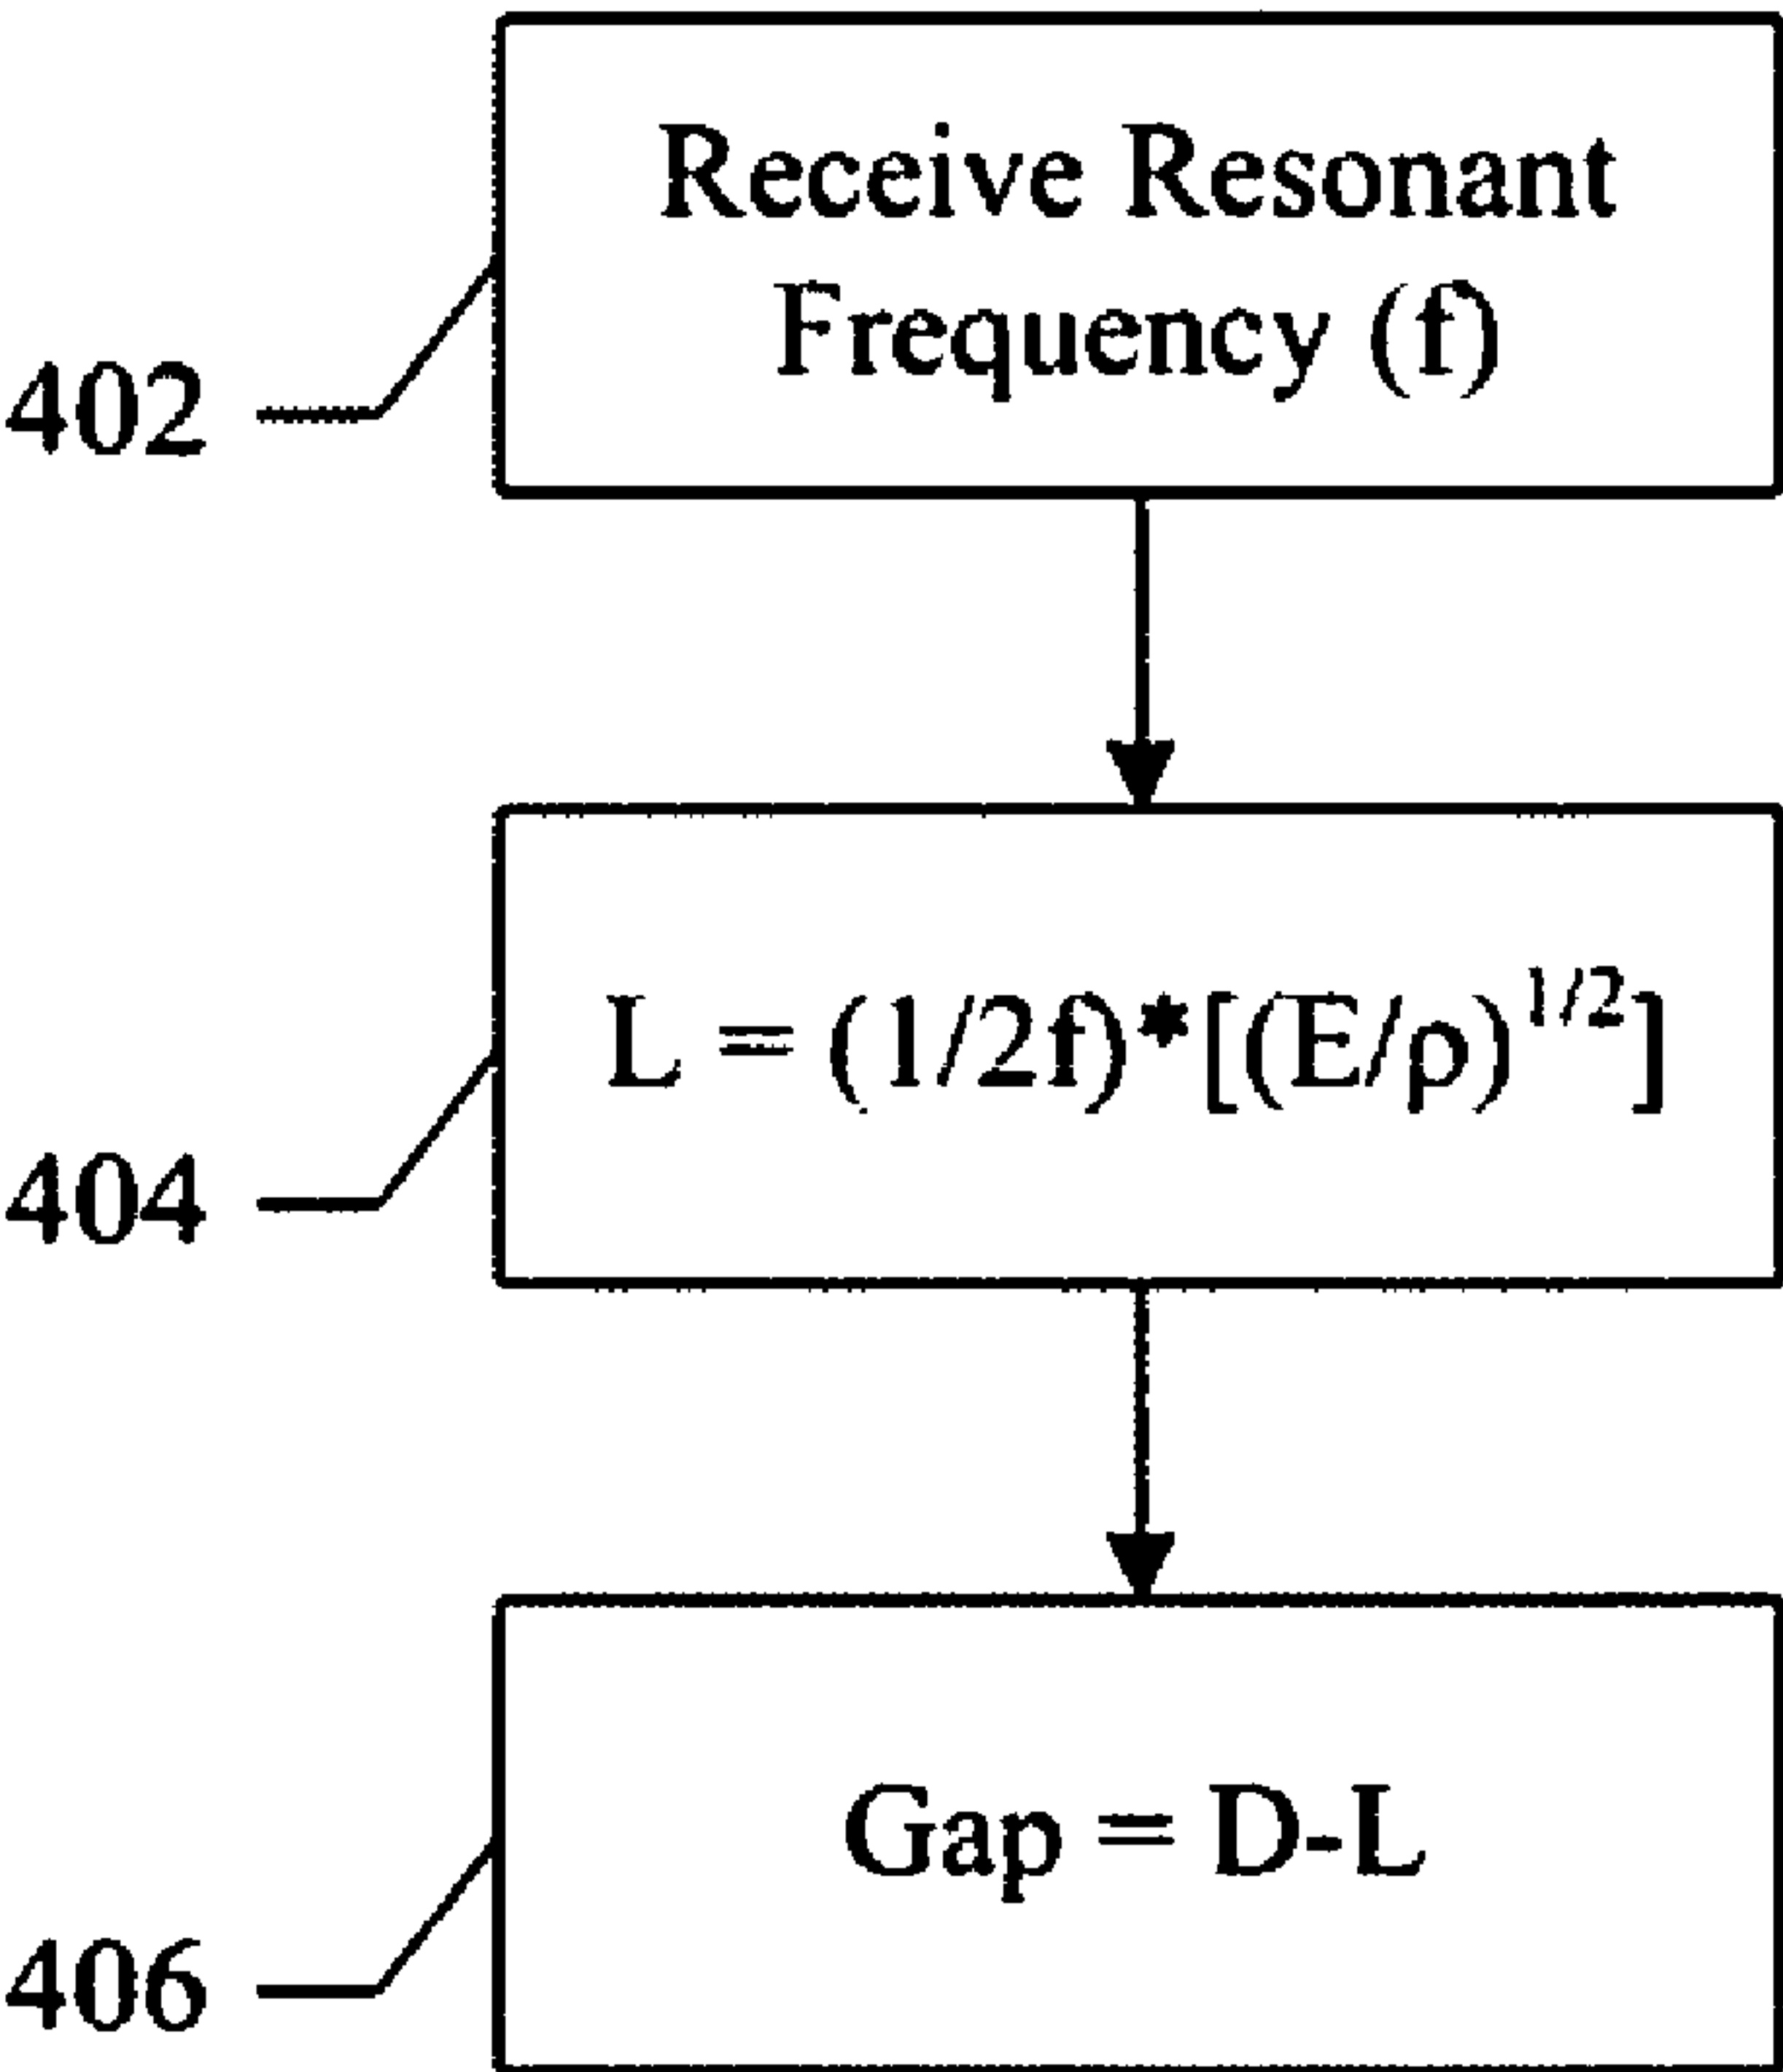 Receive Resonant
Frequency (f)
402
L = (1/2f)*[(E/ρ)^1/2]
404
Gap = D-L
406